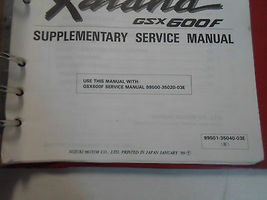 Katana
GSX600F
SUPPLEMENTARY SERVICE MANUAL
USE THIS MANUAL WITH:
GSX600F SERVICE MANUAL 99500-35020-03E
99501-35040-03E
SUZUKI MOTOR CO., LTD. PRINTED IN JAPAN JANUARY '89